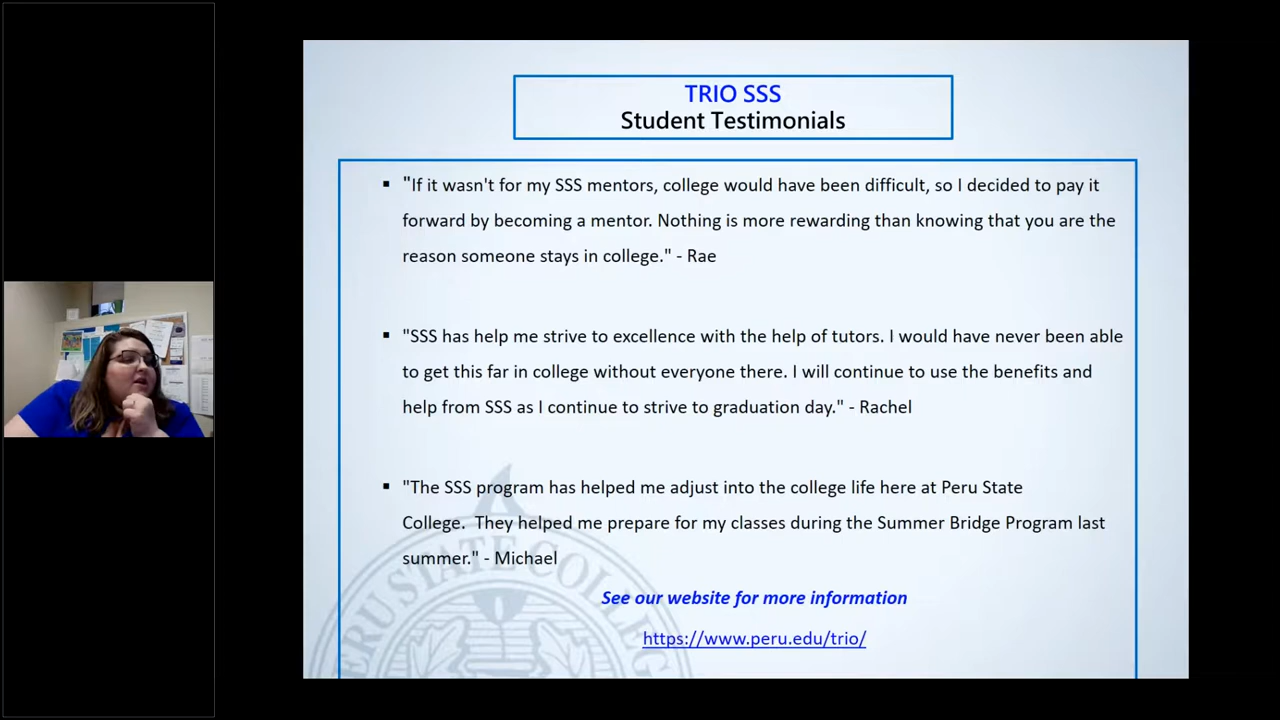 TRIO SSS
Student Testimonials
▪ "If it wasn't for my SSS mentors, college would have been difficult, so I decided to pay it
forward by becoming a mentor. Nothing is more rewarding than knowing that you are the
reason someone stays in college." - Rae
▪ "SSS has help me strive to excellence with the help of tutors. I would have never been able
to get this far in college without everyone there. I will continue to use the benefits and
help from SSS as I continue to strive to graduation day." - Rachel
▪ "The SSS program has helped me adjust into the college life here at Peru State
College.  They helped me prepare for my classes during the Summer Bridge Program last
summer." - Michael
See our website for more information
https://www.peru.edu/trio/
PERU STATE COLLEGE